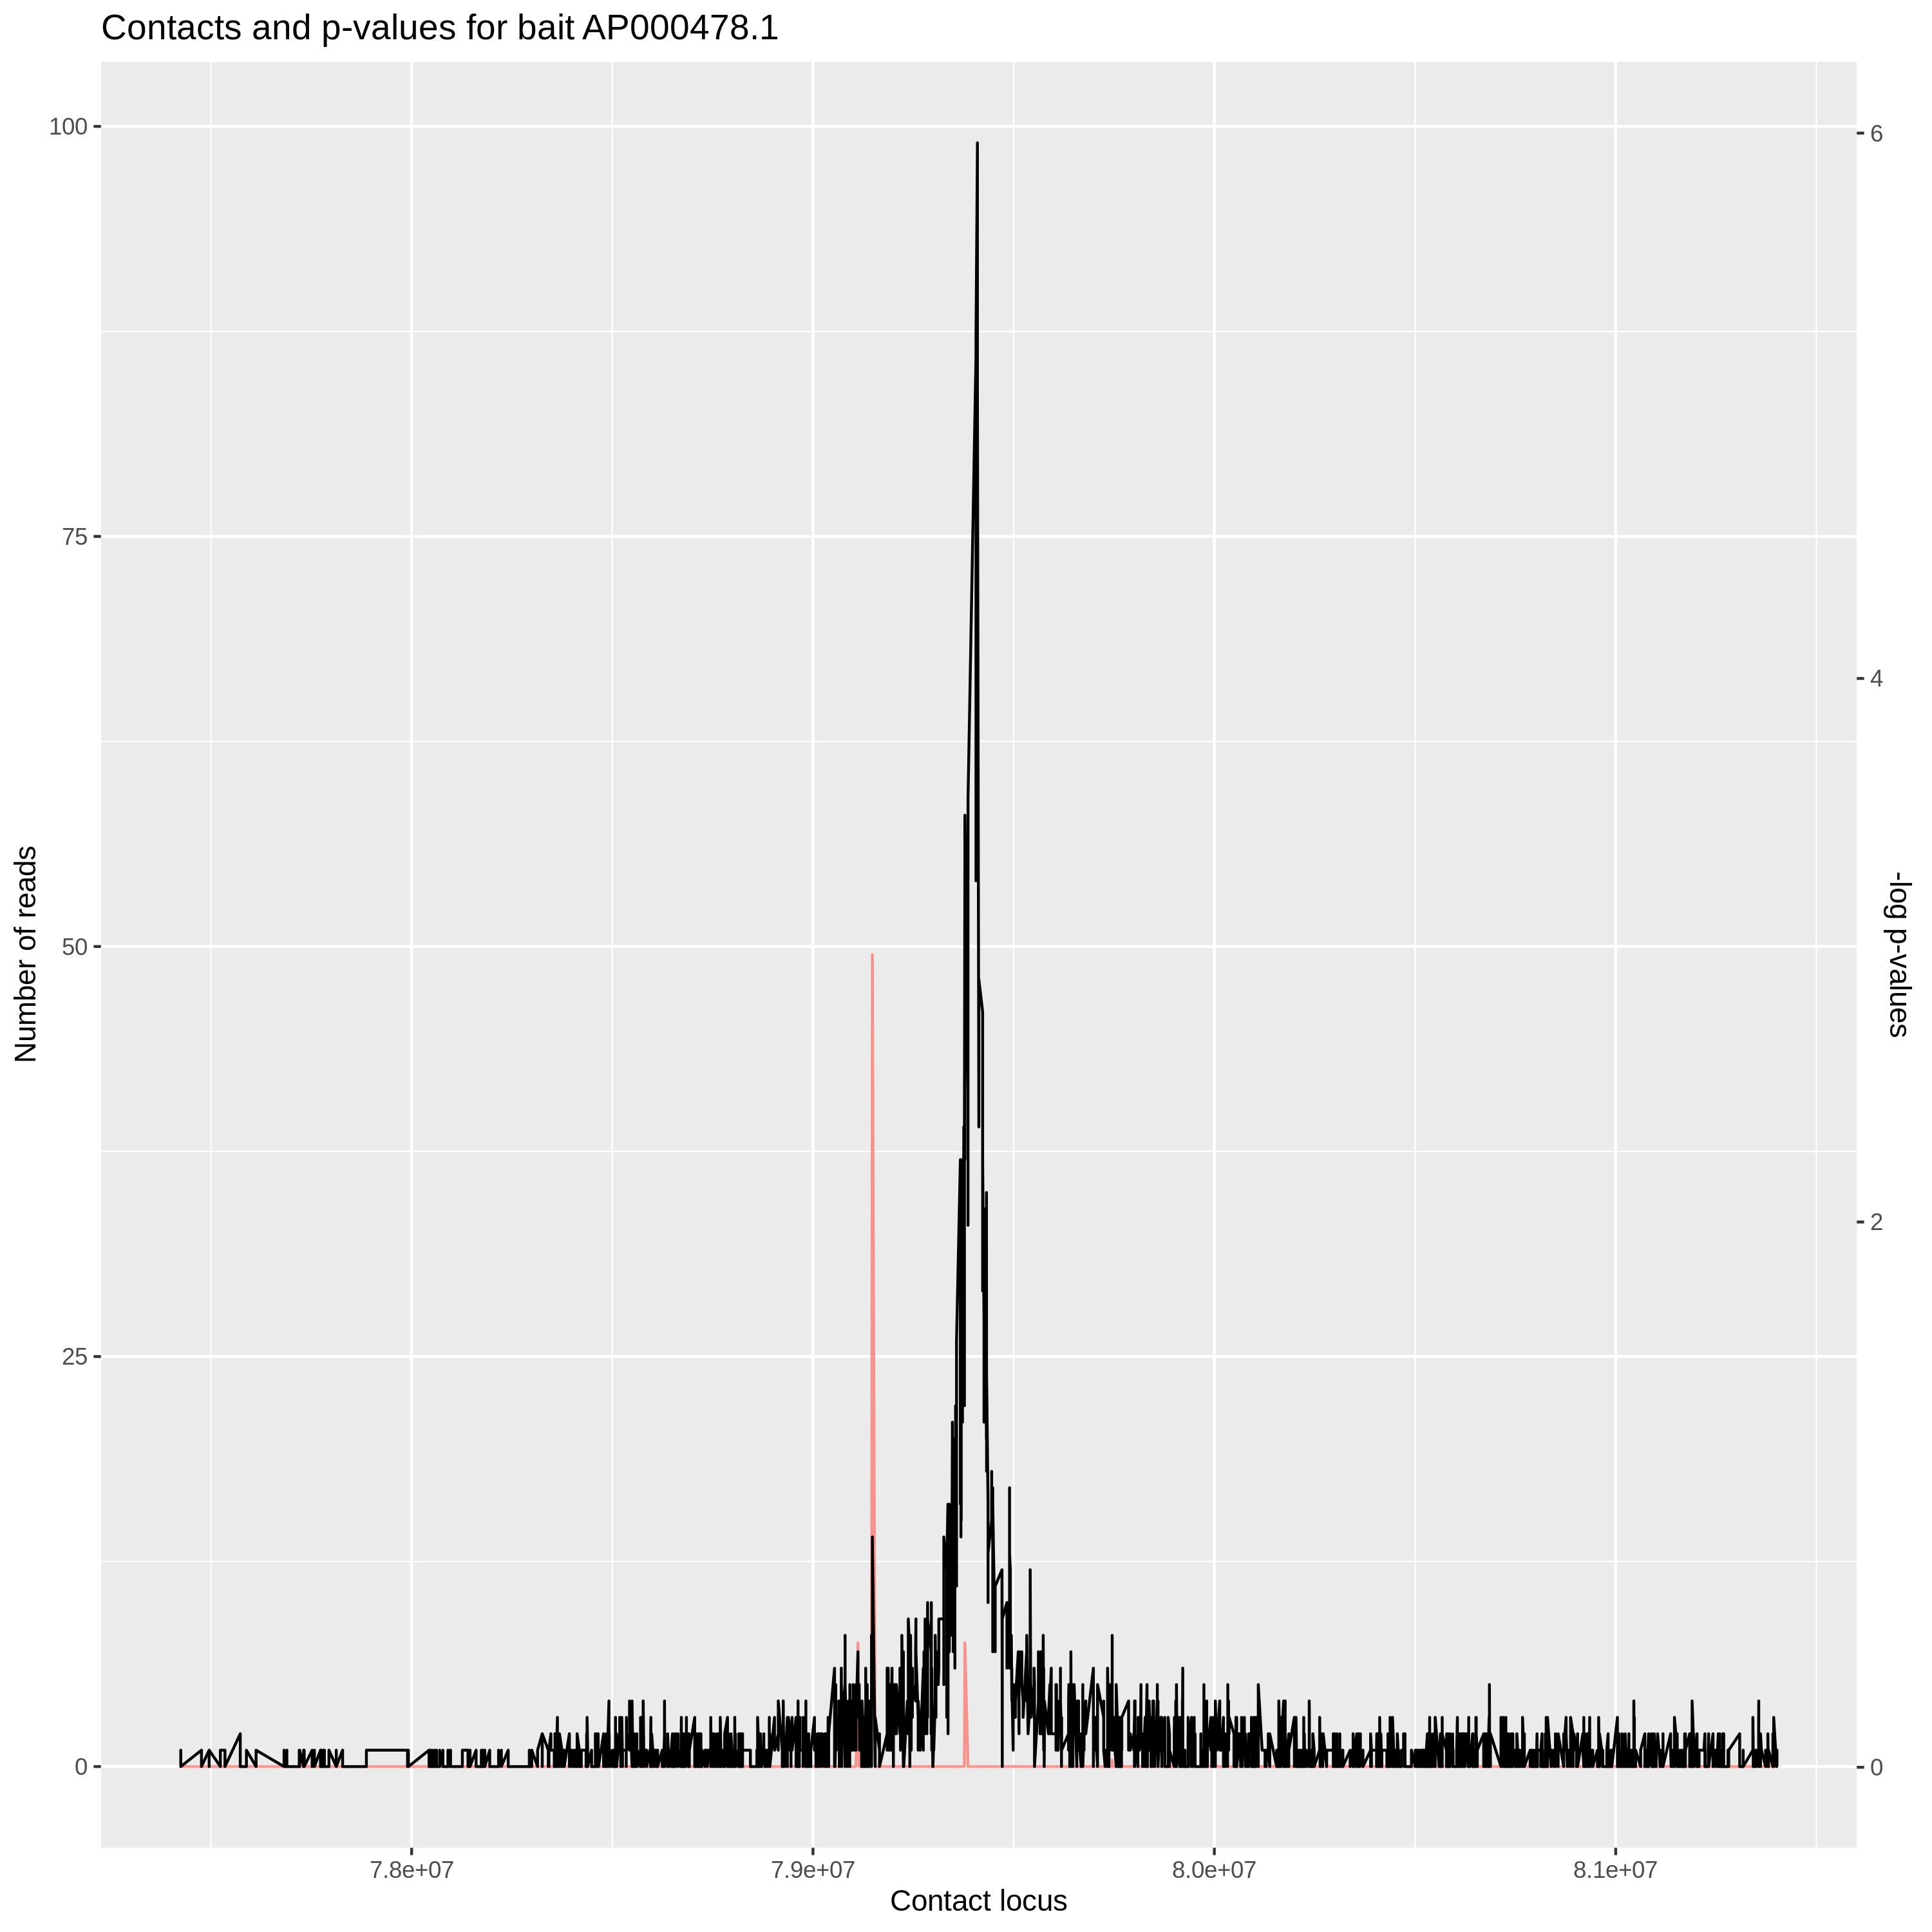 Contacts and p-values for bait AP000478.1
100
75
50
25
0
6
4
2
0
Number of reads
-log p-values
7.8e+07
7.9e+07
8.0e+07
8.1e+07
Contact locus